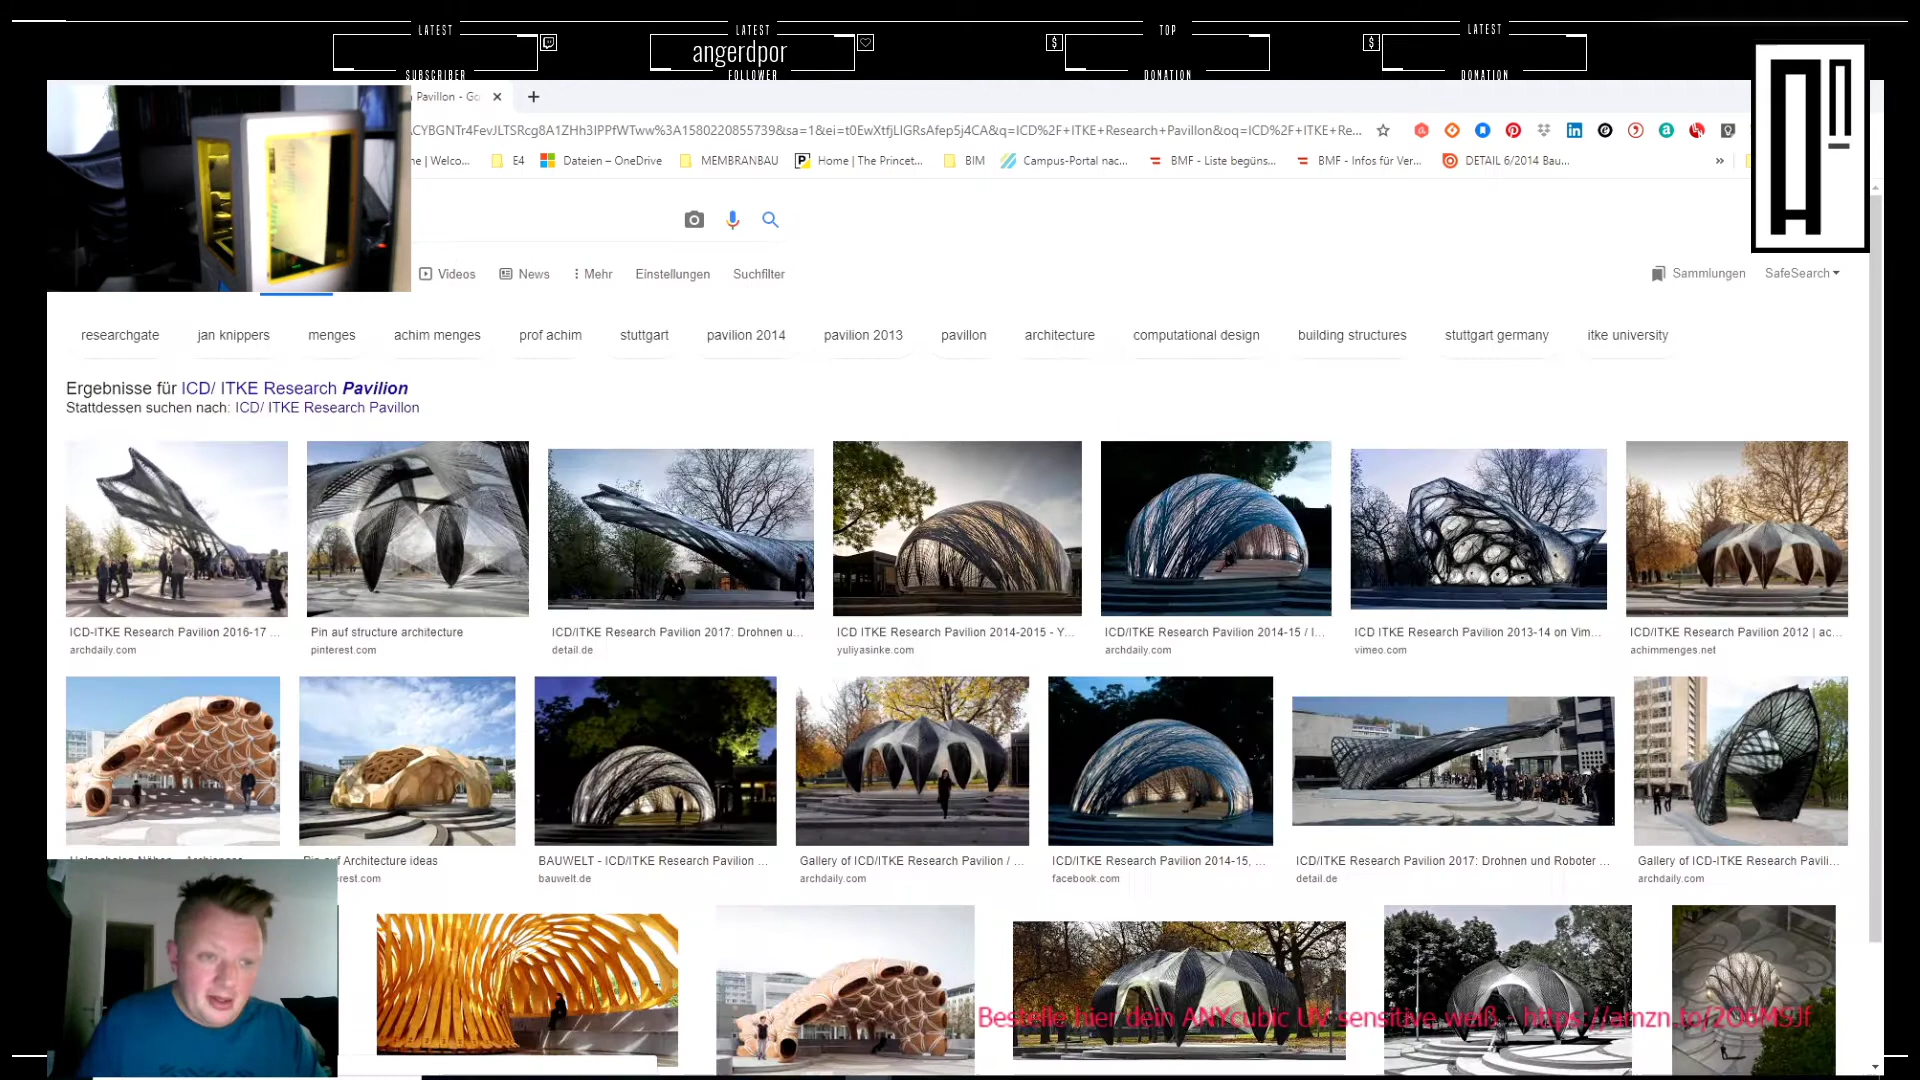 LATEST
SUBSCRIBER
LATEST
angerdpor
FOLLOWER
TOP
DONATION
LATEST
DONATION
Pavillon - Go
CYBGNTr4FevJLTSRcg8A1ZHh3IPPfWTww%3A1580220855739&sa=1&ei=t0EwXtfjLIGRsAfep5j4CA&q=ICD%2F+ITKE+Research+Pavillon&oq=ICD%2F+ITKE+Re...
ne | Welco...
E4
Dateien – OneDrive
MEMBRANBAU
Home | The Princet...
BIM
Campus-Portal nac...
BMF - Liste begüns...
BMF - Infos für Ver...
DETAIL 6/2014 Bau...
»
Videos
News
Mehr
Einstellungen
Suchfilter
Sammlungen
SafeSearch
researchgate
jan knippers
menges
achim menges
prof achim
stuttgart
pavilion 2014
pavilion 2013
pavillon
architecture
computational design
building structures
stuttgart germany
itke university
Ergebnisse für ICD/ ITKE Research Pavilion
Stattdessen suchen nach: ICD/ ITKE Research Pavillon
ICD-ITKE Research Pavilion 2016-17 ...
archdaily.com
Pin auf structure architecture
pinterest.com
ICD/ITKE Research Pavilion 2017: Drohnen u...
detail.de
ICD ITKE Research Pavilion 2014-2015 - Y...
yuliyasinke.com
ICD/ITKE Research Pavilion 2014-15 / I...
archdaily.com
ICD ITKE Research Pavilion 2013-14 on Vim...
vimeo.com
ICD/ITKE Research Pavilion 2012 | ac...
achimmenges.net
Architecture ideas
rest.com
BAUWELT - ICD/ITKE Research Pavilion ...
bauwelt.de
Gallery of ICD/ITKE Research Pavilion / ...
archdaily.com
ICD/ITKE Research Pavilion 2014-15, ...
facebook.com
ICD/ITKE Research Pavilion 2017: Drohnen und Roboter ...
detail.de
Gallery of ICD-ITKE Research Pavili...
archdaily.com
Bestelle hier dein ANYcubic UV sensitive weiß - https://amzn.to/2O6MSJf